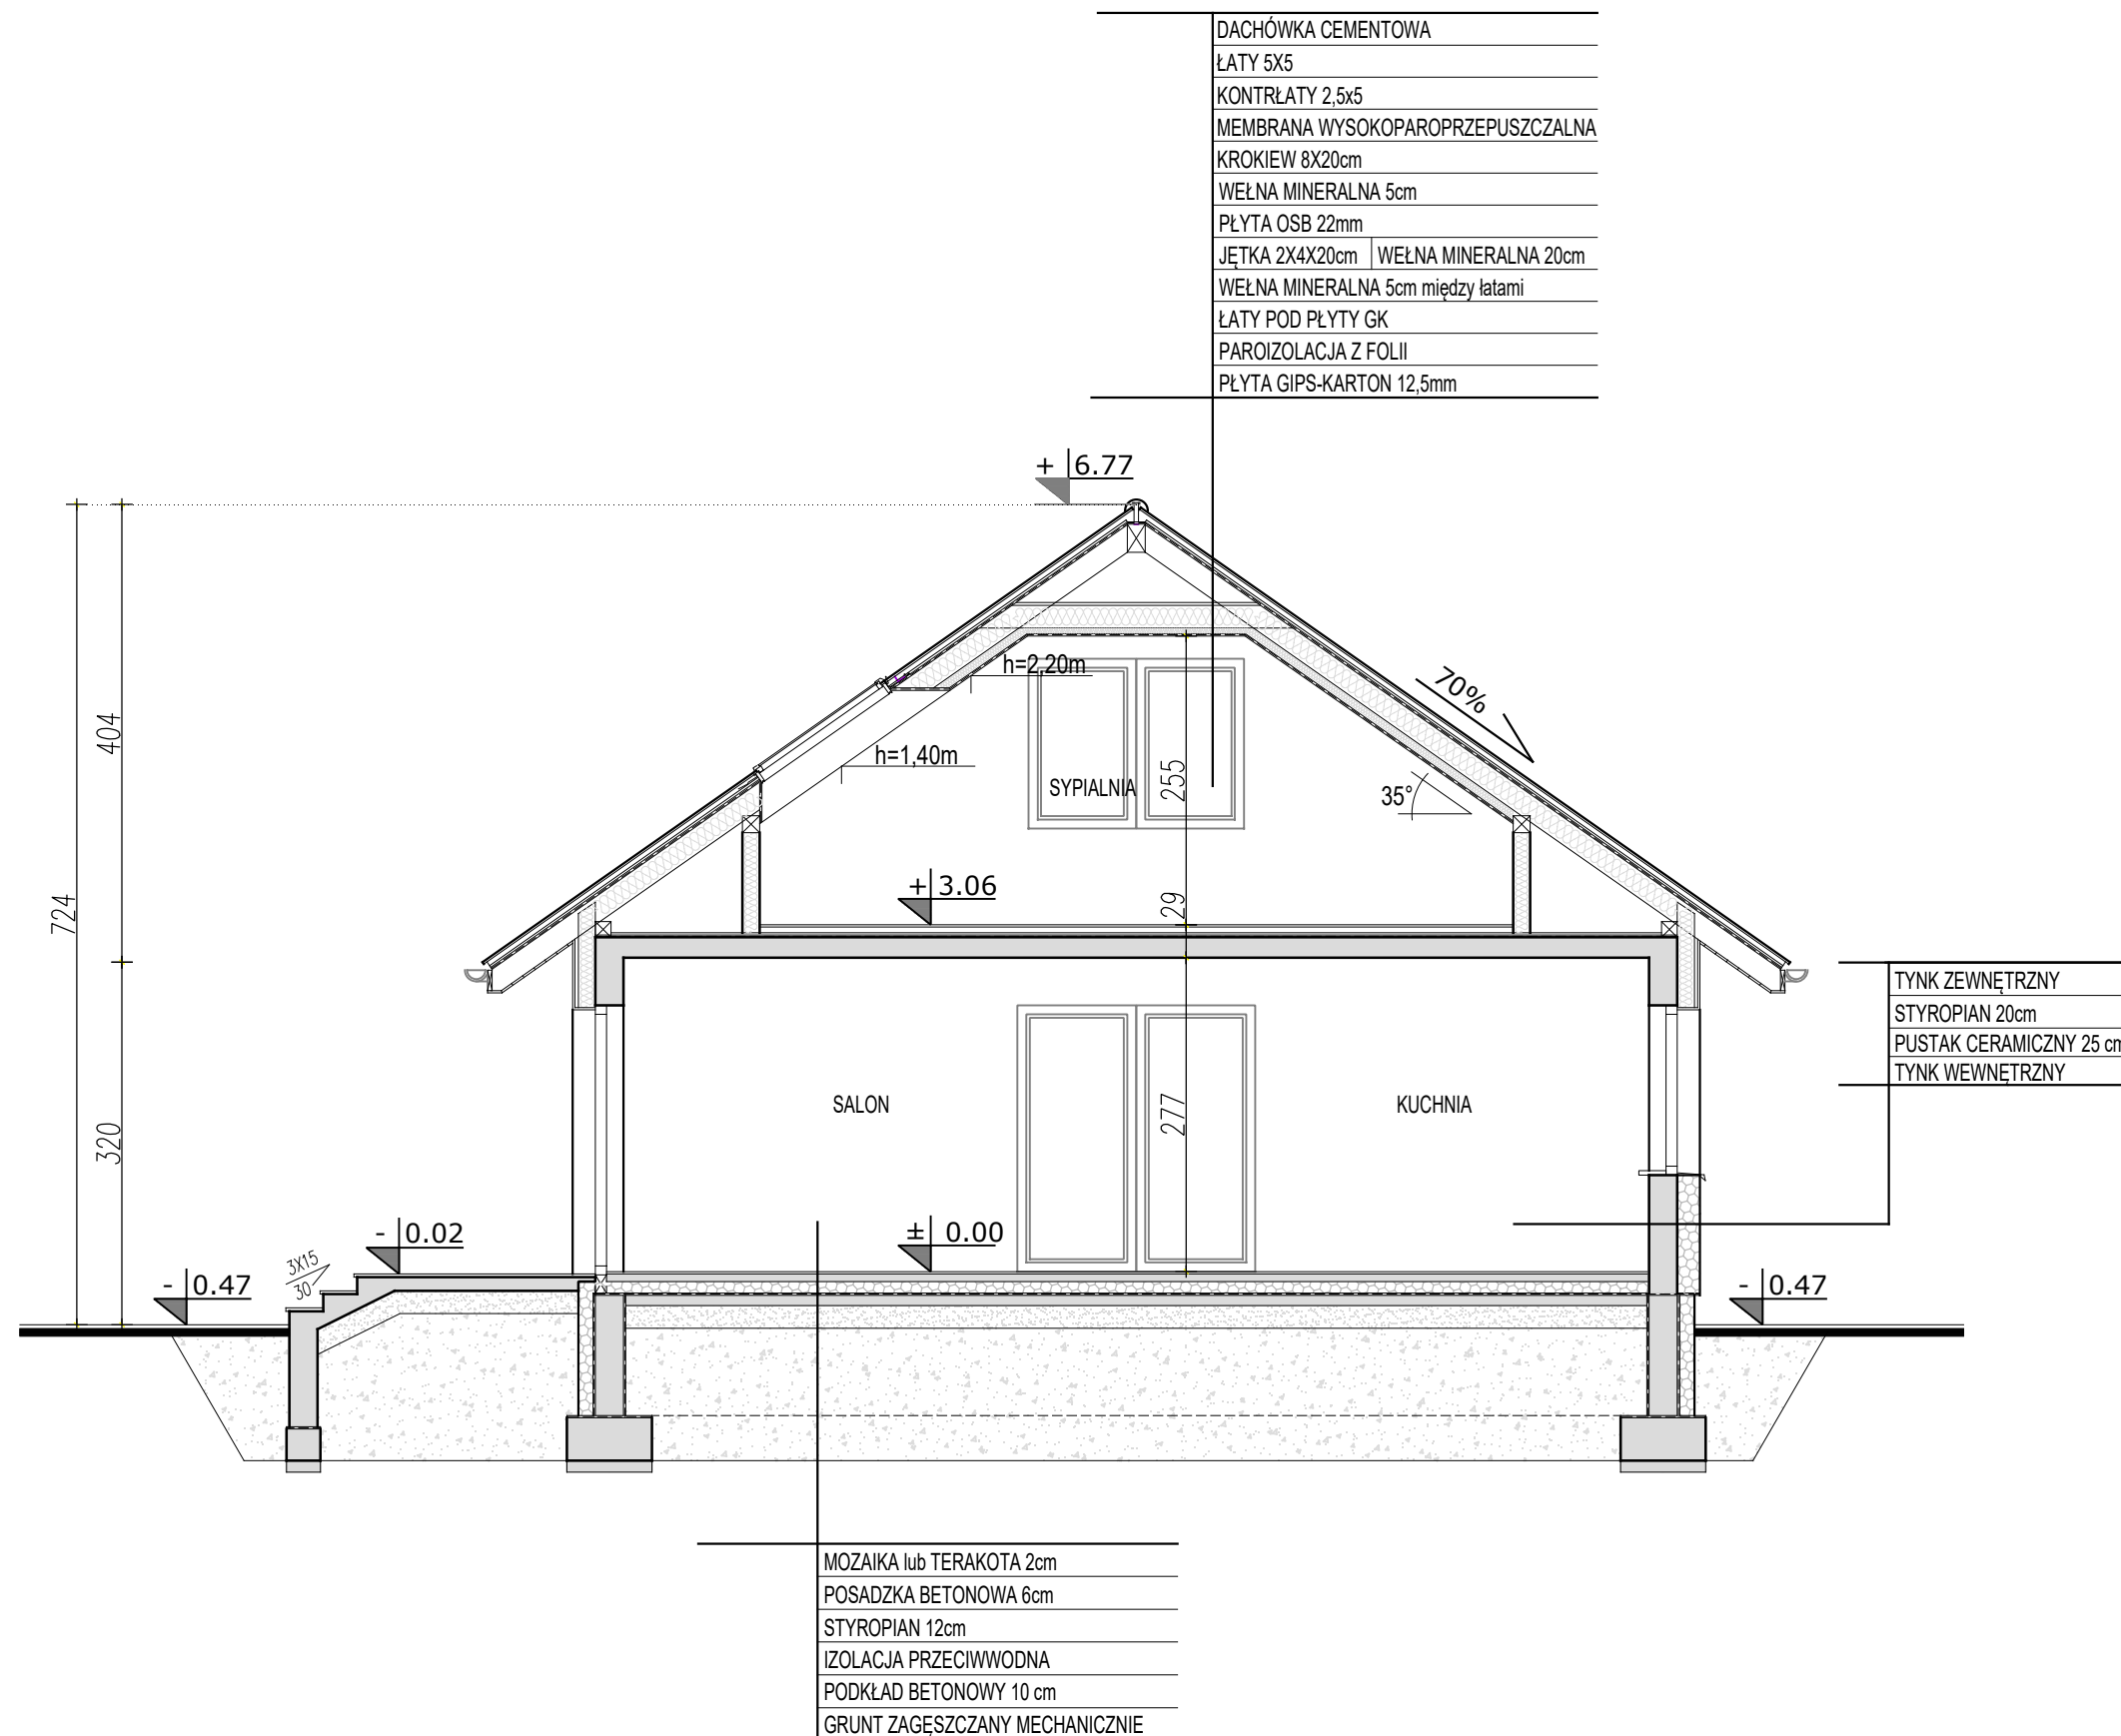 DACHÓWKA CEMENTOWA
ŁATY 5X5
KONTRŁATY 2,5x5
MEMBRANA WYSOKOPAROPRZEPUSZCZALNA
KROKIEW 8X20cm
WEŁNA MINERALNA 5cm
PŁYTA OSB 22mm
JĘTKA 2X4X20cm WEŁNA MINERALNA 20cm
WEŁNA MINERALNA 5cm między łatami
ŁATY POD PŁYTY GK
PAROIZOLACJA Z FOLII
PŁYTA GIPS-KARTON 12,5mm
+ 6.77
h=2,20m
70%
404
h=1,40m
SYPIALNIA
255
35°
724
+ 3.06
29
TYNK ZEWNĘTRZNY
STYROPIAN 20cm
PUSTAK CERAMICZNY 25 cm
TYNK WEWNĘTRZNY
320
SALON
277
KUCHNIA
- 0.02
± 0.00
3X15
30
- 0.47
- 0.47
MOZAIKA lub TERAKOTA 2cm
POSADZKA BETONOWA 6cm
STYROPIAN 12cm
IZOLACJA PRZECIWWODNA
PODKŁAD BETONOWY 10 cm
GRUNT ZAGĘSZCZANY MECHANICZNIE